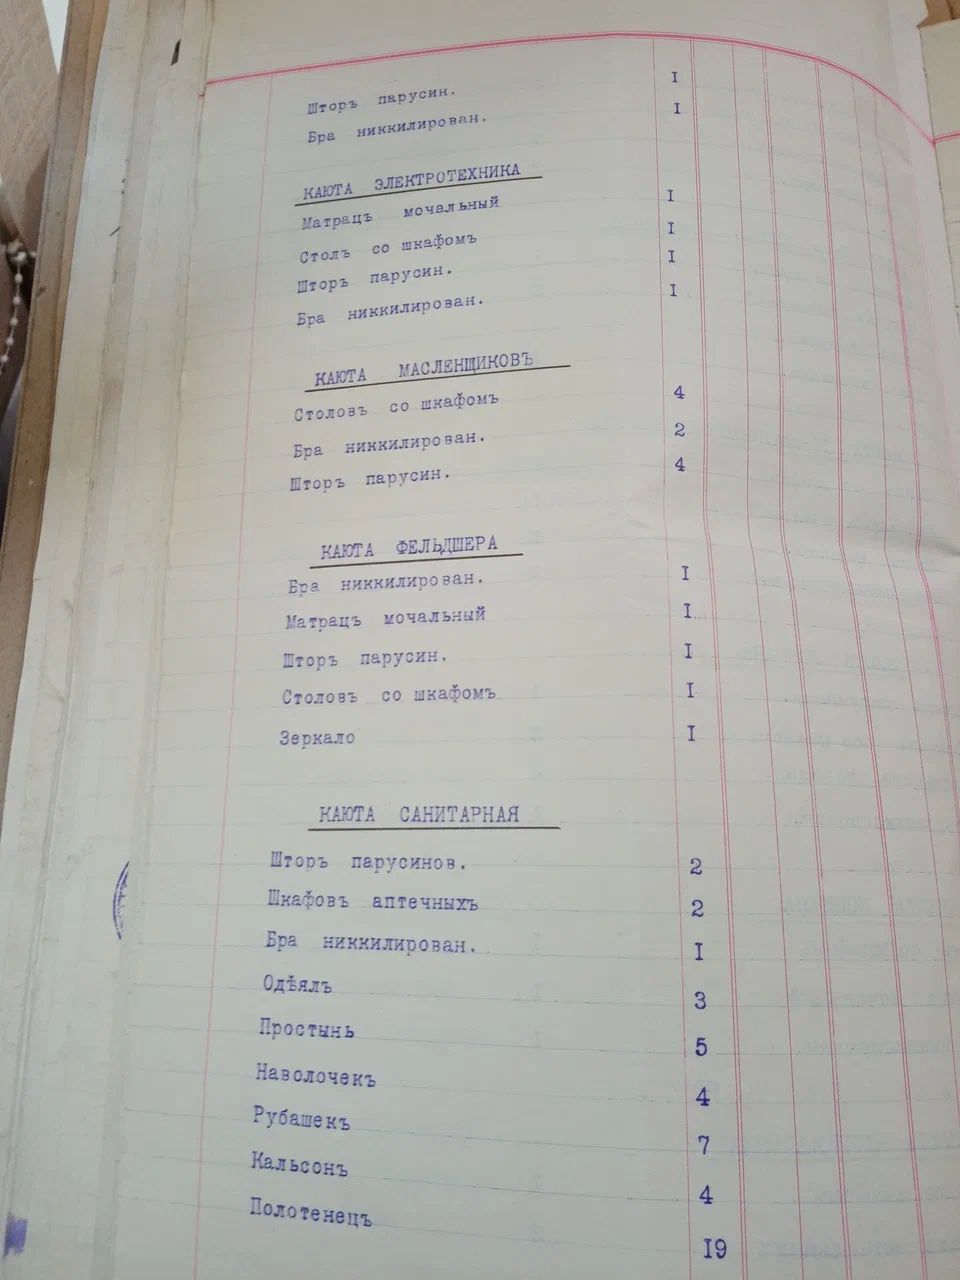 Шторъ парусин. I
Бра никкилирован. I
КАЮТА ЭЛЕКТРОТЕХНИКА
Матрацъ мочальный I
Столъ со шкафомъ I
Шторъ парусин. I
Бра никкилирован. I
КАЮТА МАСЛЕНЩИКОВЪ
Столовъ со шкафомъ 4
Бра никкилирован. 2
Шторъ парусин. 4
КАЮТА ФЕЛЬДШЕРА
Бра никкилирован. I
Матрацъ мочальный I
Шторъ парусин. I
Столовъ со шкафомъ I
Зеркало I
КАЮТА САНИТАРНАЯ
Шторъ парусинов. 2
Шкафовъ аптечныхъ 2
Бра никкилирован. I
Одѣялъ 3
Простынь 5
Наволочекъ 4
Рубашекъ 7
Кальсонъ 4
Полотенецъ I9